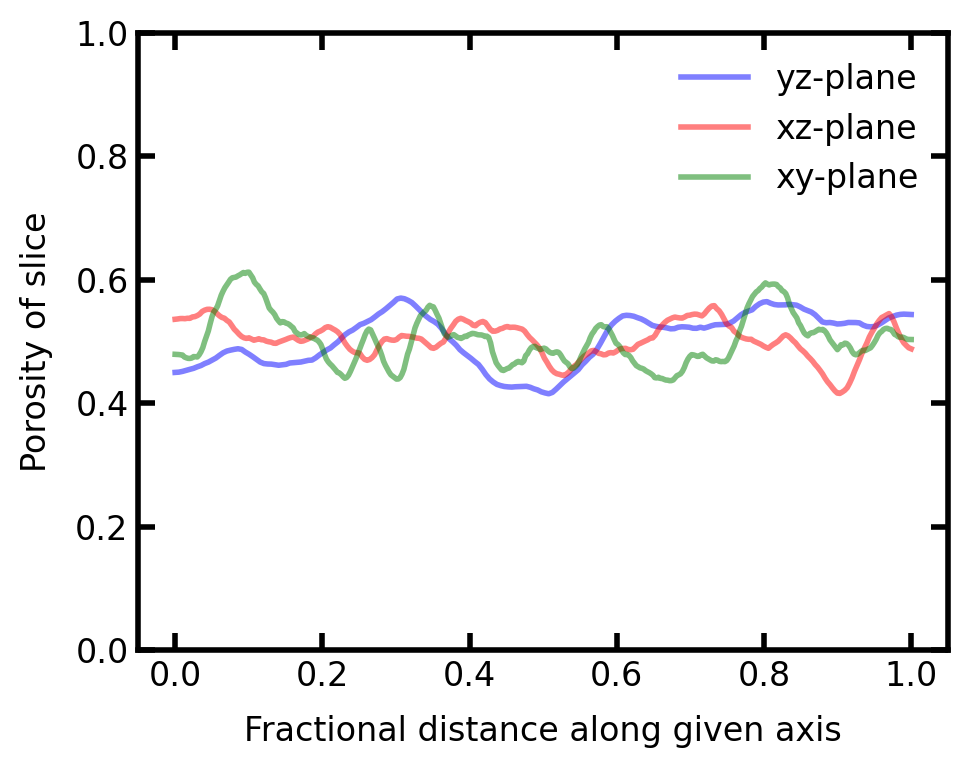 1.0
0.8
0.6
0.4
0.2
0.0
Porosity of slice
yz-plane
xz-plane
xy-plane
0.0 0.2 0.4 0.6 0.8 1.0
Fractional distance along given axis